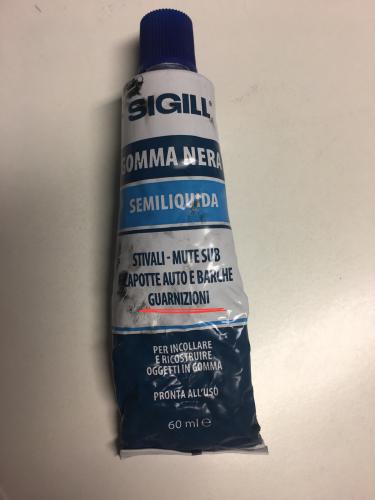 SIGILL®
GOMMA NERA
SEMILIQUIDA
STIVALI - MUTE SUB
CAPOTTE AUTO E BARCHE
GUARNIZIONI
PER INCOLLARE
E RICOSTRUIRE
OGGETTI IN GOMMA
PRONTA ALL'USO
60 ml ℮